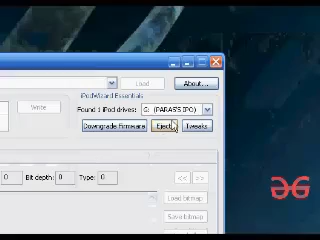 Load
About...
iPodWizard Essentials
Write
Found 1 iPod drives:
G: (PARAS'S IPO)
Downgrade Firmware
Eject
Tweaks
0 Bit depth: 0 Type: 0
<< >>
Load bitmap
Save bitmap